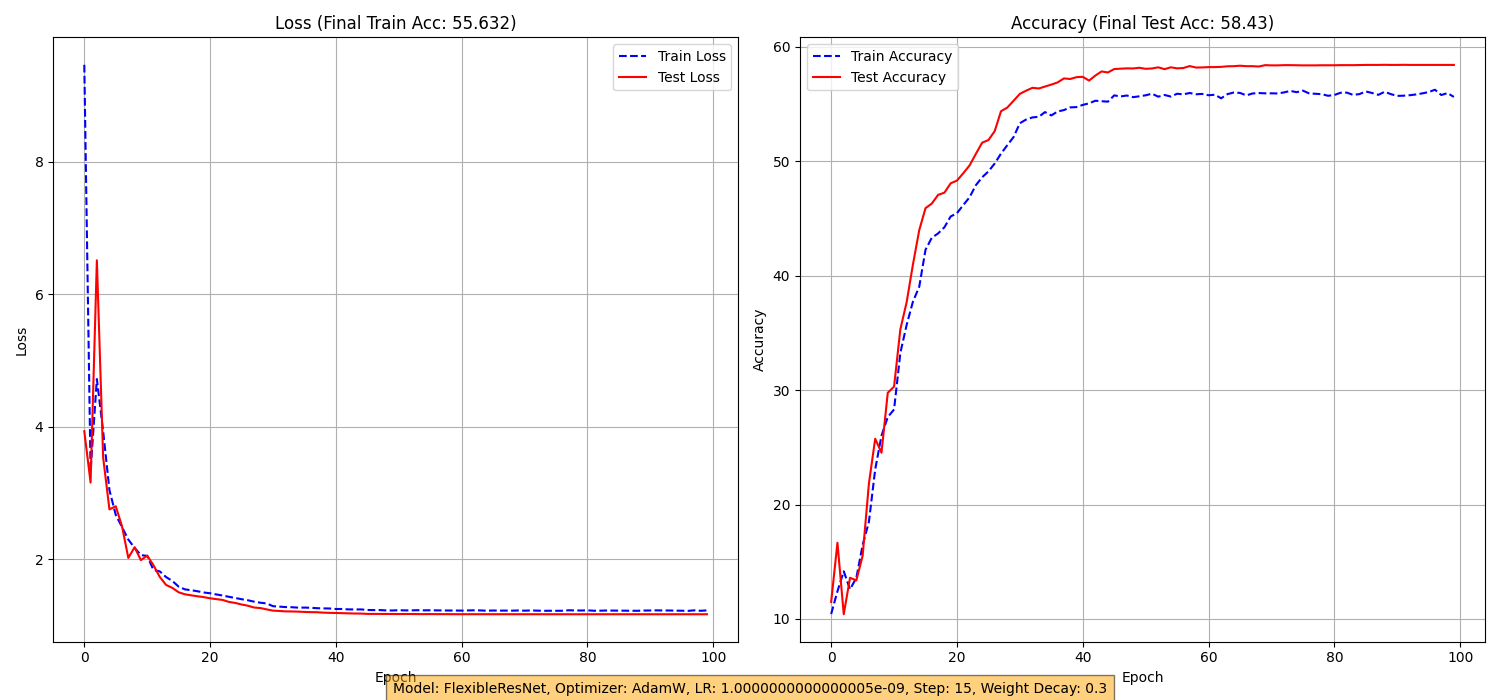 Loss (Final Train Acc: 55.632)
Train Loss
Test Loss
8
6
4
2
Loss
0
20
40
60
80
100
Epoch
Accuracy (Final Test Acc: 58.43)
Train Accuracy
Test Accuracy
60
50
40
30
20
10
Accuracy
0
20
40
60
80
100
Epoch
Model: FlexibleResNet, Optimizer: AdamW, LR: 1.0000000000000005e-09, Step: 15, Weight Decay: 0.3